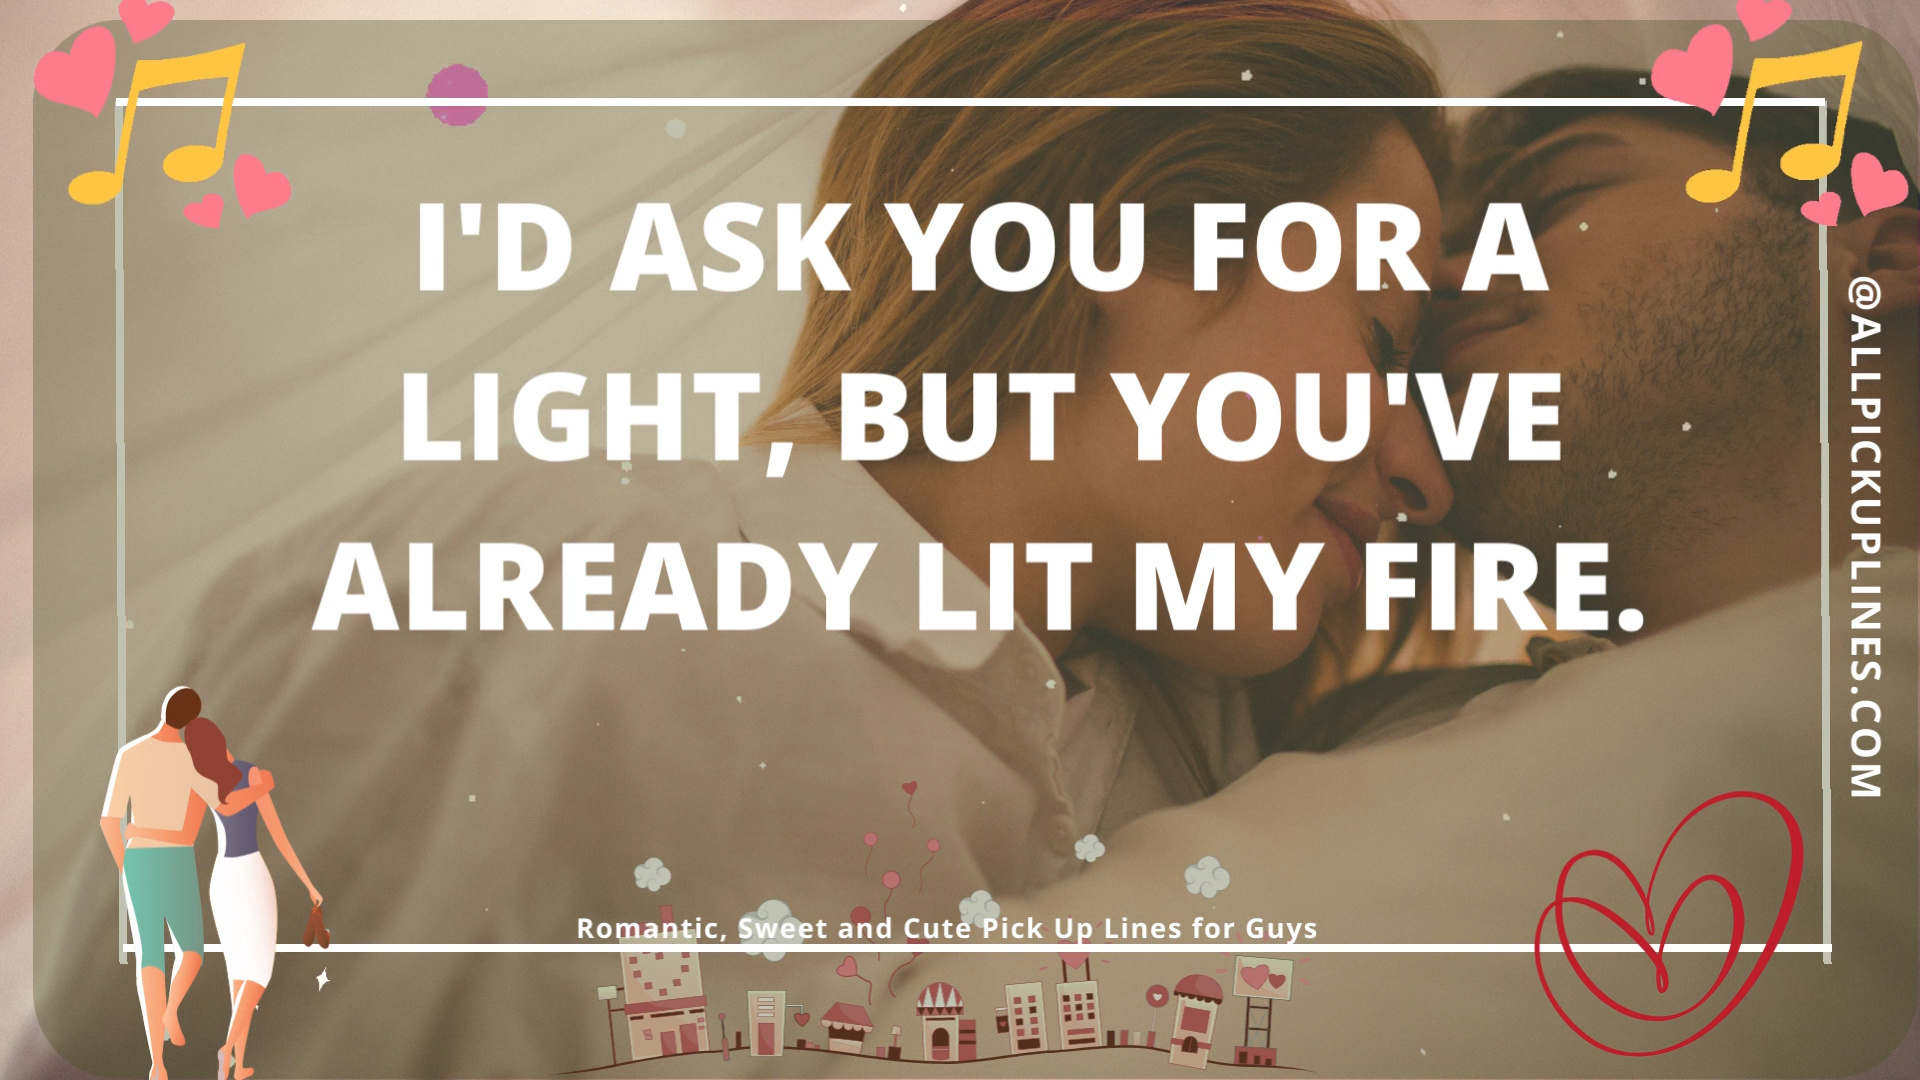 I'D ASK YOU FOR A
LIGHT, BUT YOU'VE
ALREADY LIT MY FIRE.
@ALLPICKUPLINES.COM
Romantic, Sweet and Cute Pick Up Lines for Guys